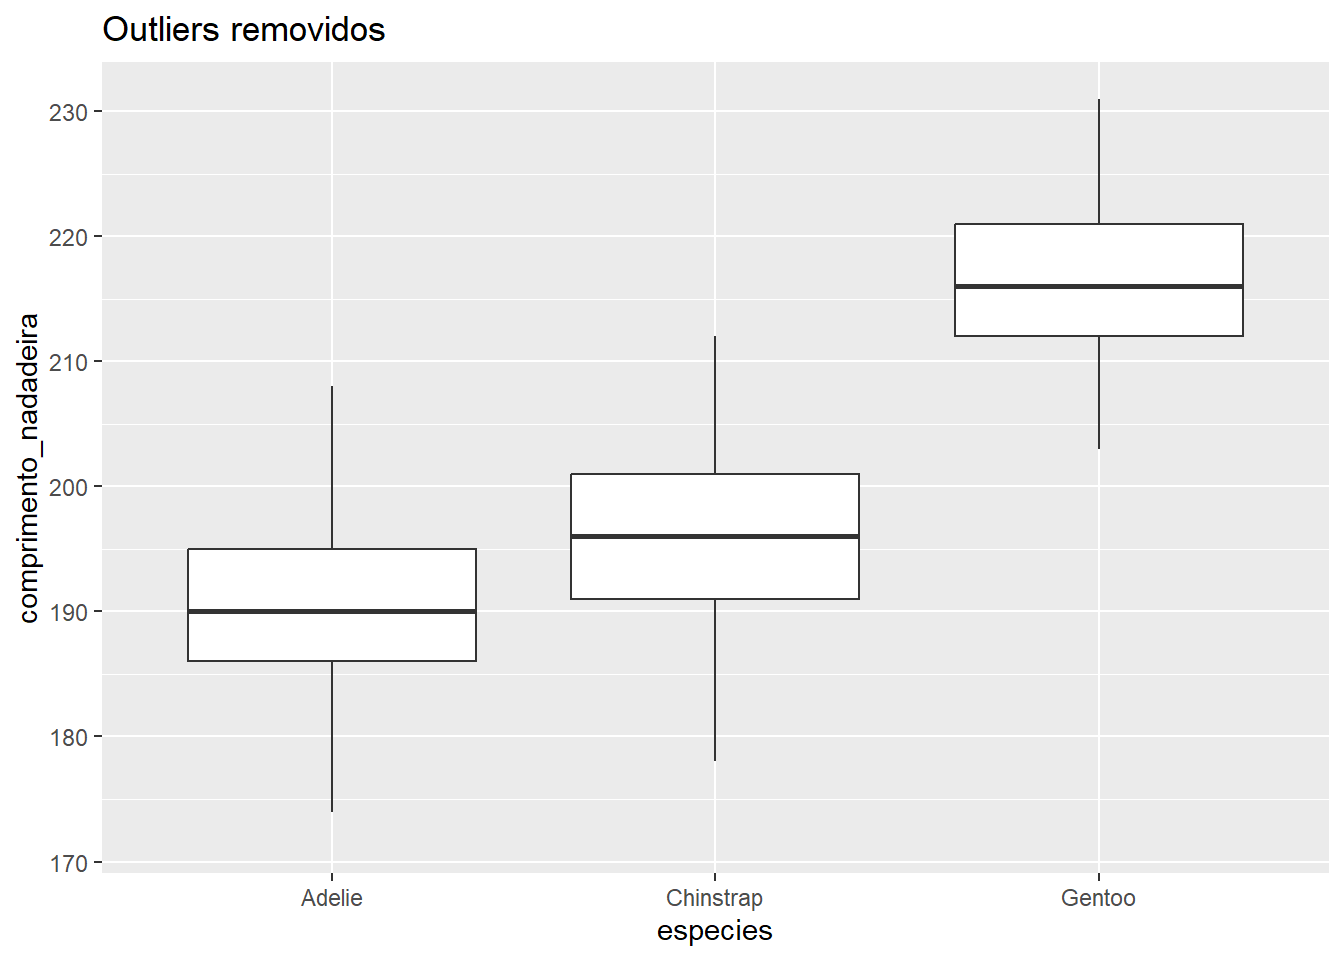 Outliers removidos
comprimento_nadadeira
230
220
210
200
190
180
170
Adelie
Chinstrap
Gentoo
especies